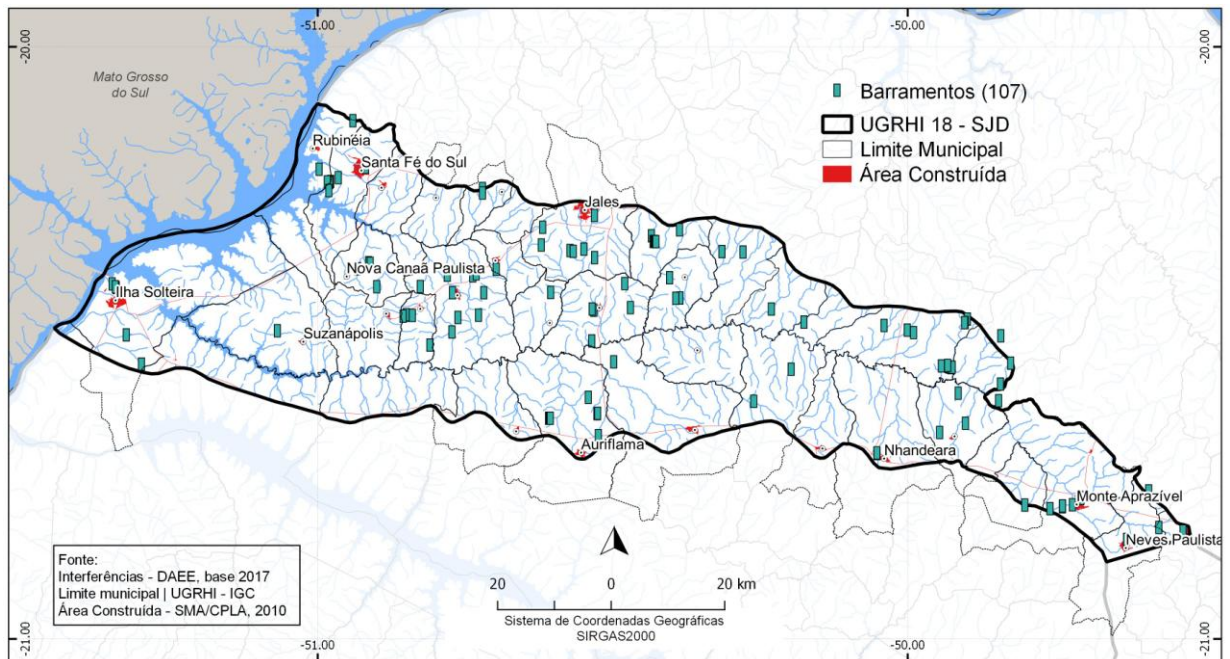 -51.00
-50.00
-20.00
-20.00
Mato Grosso
do Sul
Barramentos (107)
UGRHI 18 - SJD
Limite Municipal
Área Construída
Rubinéia
Santa Fé do Sul
Jales
Nova Canaã Paulista
Ilha Solteira
Suzanápolis
Auriflama
Nhandeara
Monte Aprazível
Neves Paulista
Fonte:
Interferências - DAEE, base 2017
Limite municipal | UGRHI - IGC
Área Construída - SMA/CPLA, 2010
20 0 20 km
Sistema de Coordenadas Geográficas
SIRGAS2000
-21.00
-21.00
-51.00
-50.00